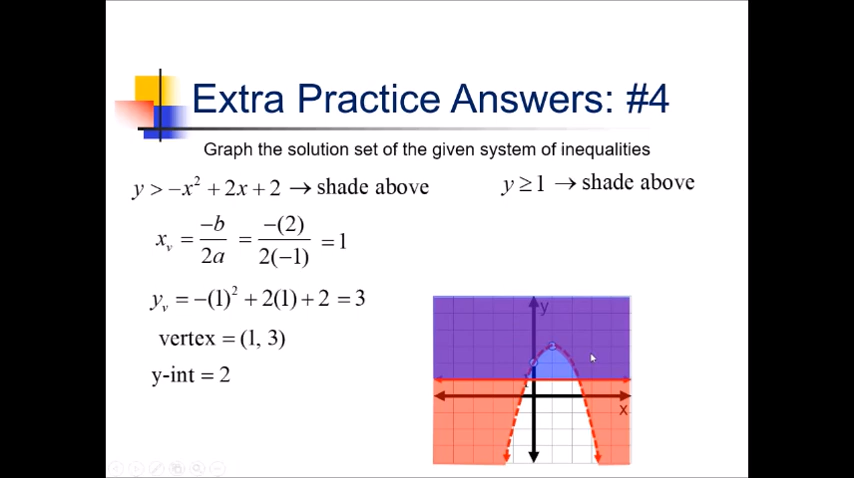 Extra Practice Answers: #4
Graph the solution set of the given system of inequalities
y > −x² + 2x + 2 → shade above
y ≥ 1 → shade above
xᵥ = −b / 2a = −(2) / 2(−1) = 1
yᵥ = −(1)² + 2(1) + 2 = 3
vertex = (1, 3)
y-int = 2
y
x